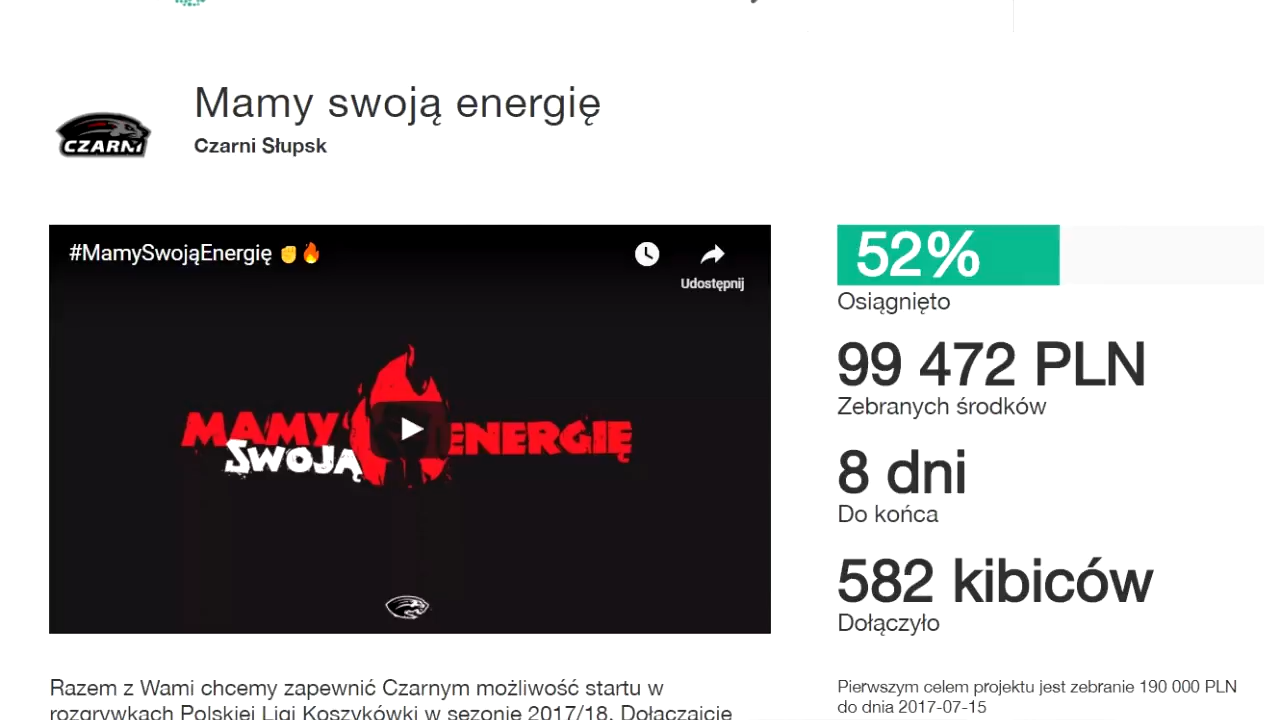 Mamy swoją energię
CZARNI
Czarni Słupsk
#MamySwojąEnergię ✊🔥
Udostępnij
MAMY
SWOJĄ
ENERGIĘ
52%
Osiągnięto
99 472 PLN
Zebranych środków
8 dni
Do końca
582 kibiców
Dołączyło
Razem z Wami chcemy zapewnić Czarnym możliwość startu w
rozgrywkach Polskiej Ligi Koszykówki w sezonie 2017/18. Dołączajcie
Pierwszym celem projektu jest zebranie 190 000 PLN
do dnia 2017-07-15